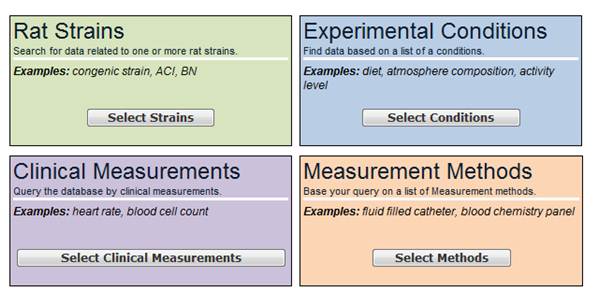 Rat Strains
Search for data related to one or more rat strains.
Examples: congenic strain, ACI, BN
Select Strains
Experimental Conditions
Find data based on a list of a conditions.
Examples: diet, atmosphere composition, activity
level
Select Conditions
Clinical Measurements
Query the database by clinical measurements.
Examples: heart rate, blood cell count
Select Clinical Measurements
Measurement Methods
Base your query on a list of Measurement methods.
Examples: fluid filled catheter, blood chemistry panel
Select Methods